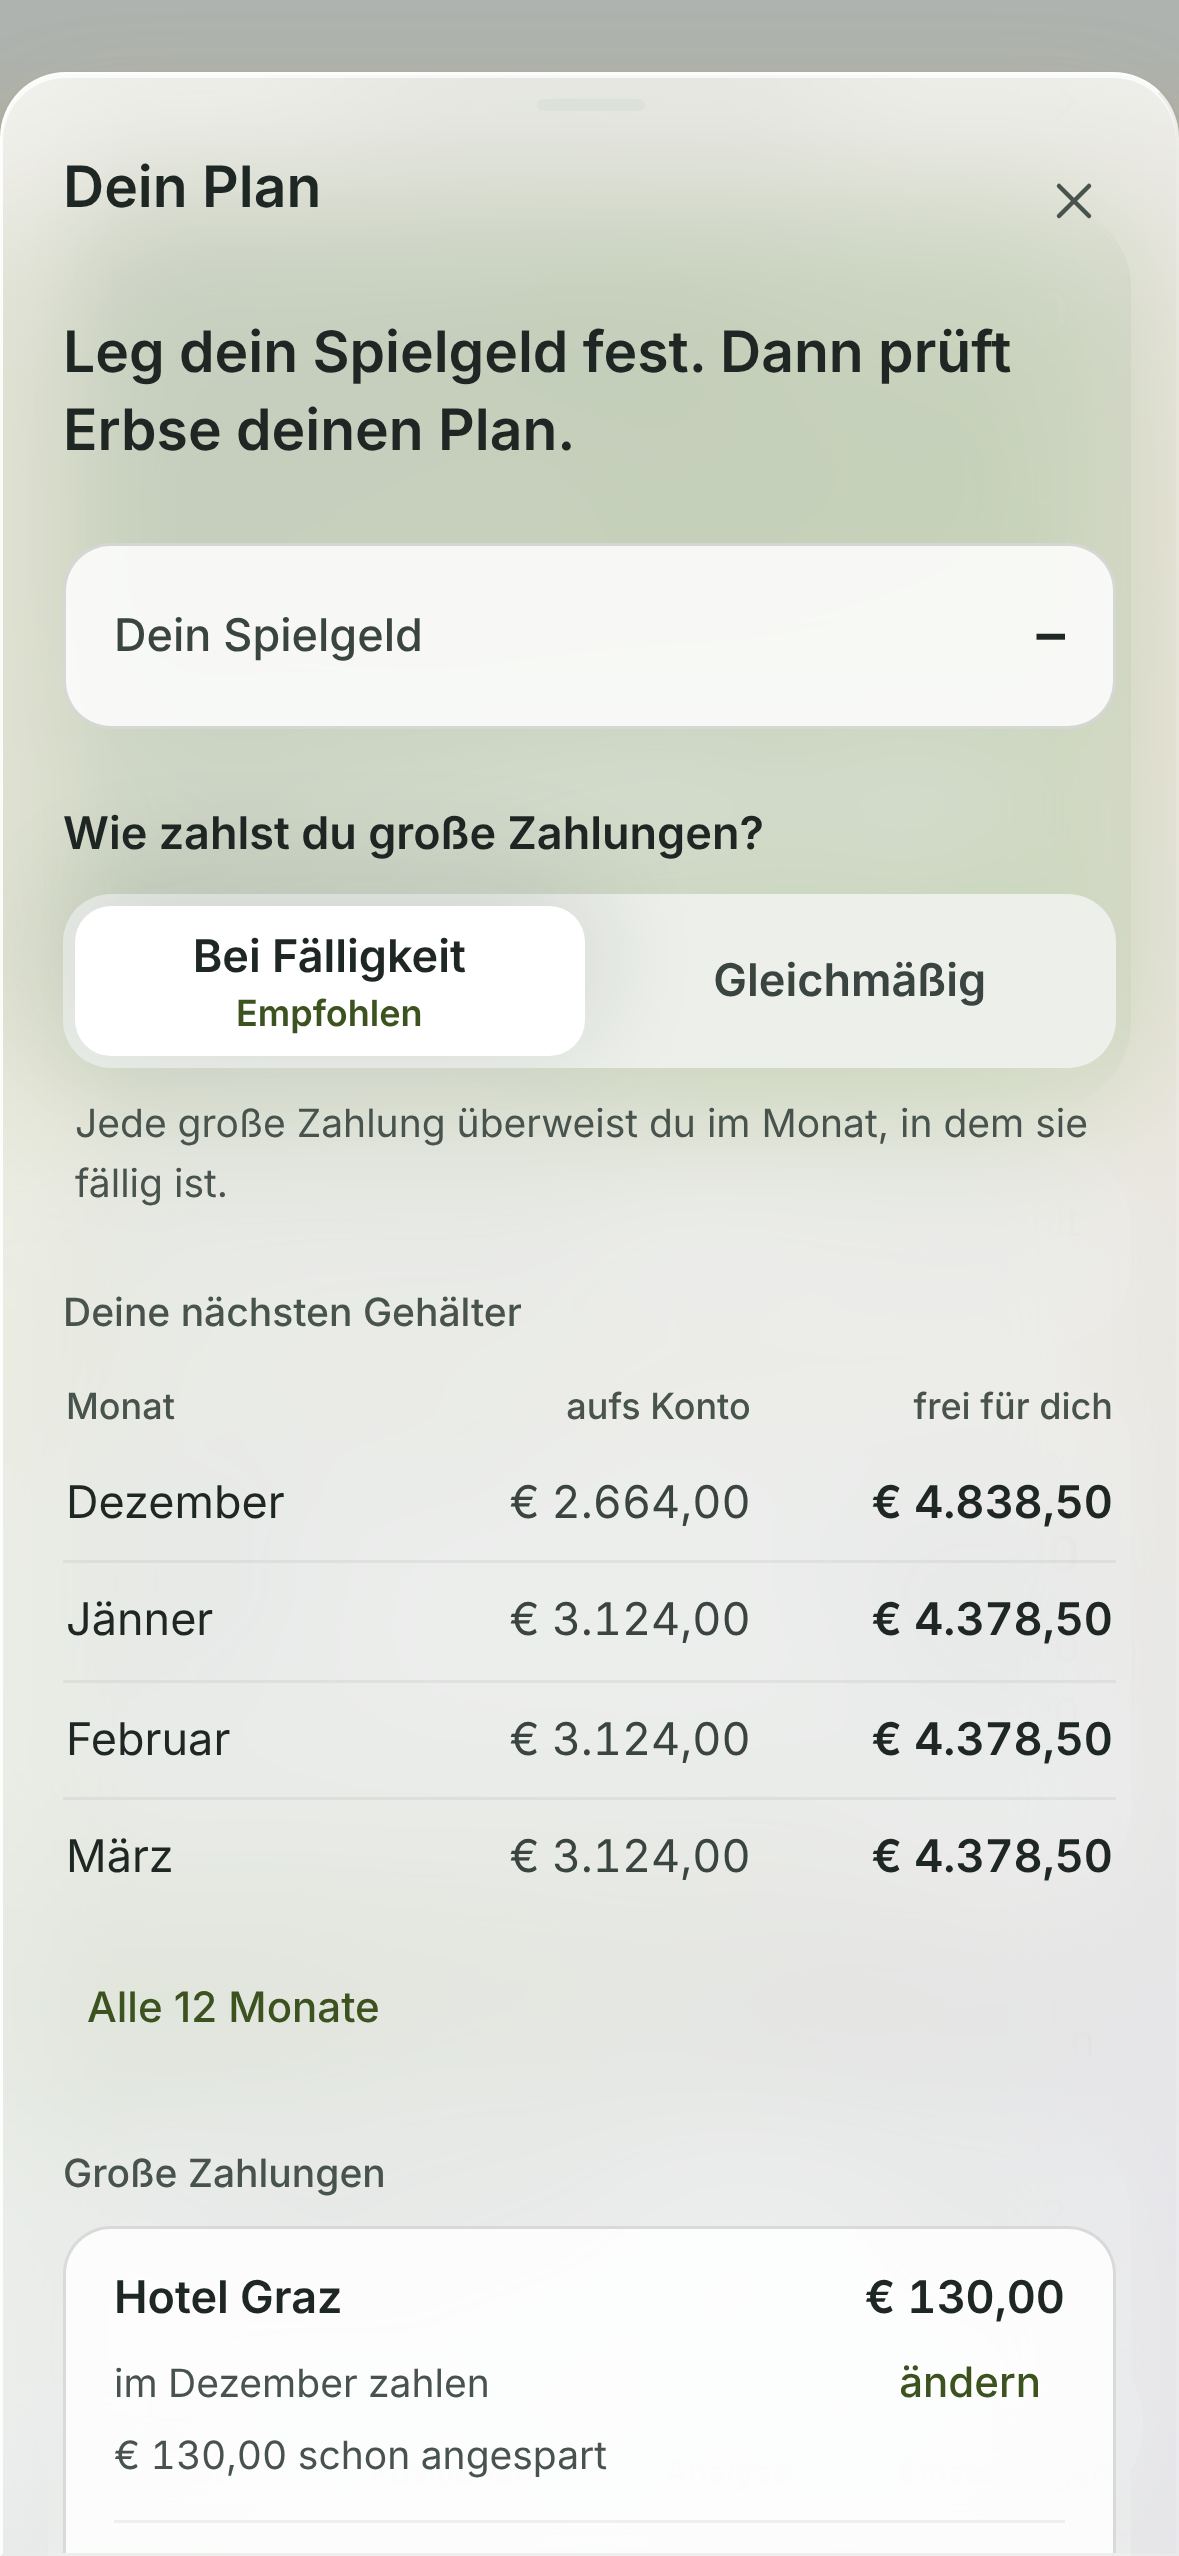 Dein Plan
Leg dein Spielgeld fest. Dann prüft
Erbse deinen Plan.
Dein Spielgeld –
Wie zahlst du große Zahlungen?
Bei Fälligkeit
Empfohlen
Gleichmäßig
Jede große Zahlung überweist du im Monat, in dem sie
fällig ist.
Deine nächsten Gehälter
Monat aufs Konto frei für dich
Dezember € 2.664,00 € 4.838,50
Jänner € 3.124,00 € 4.378,50
Februar € 3.124,00 € 4.378,50
März € 3.124,00 € 4.378,50
Alle 12 Monate
Große Zahlungen
Hotel Graz € 130,00
im Dezember zahlen ändern
€ 130,00 schon angespart